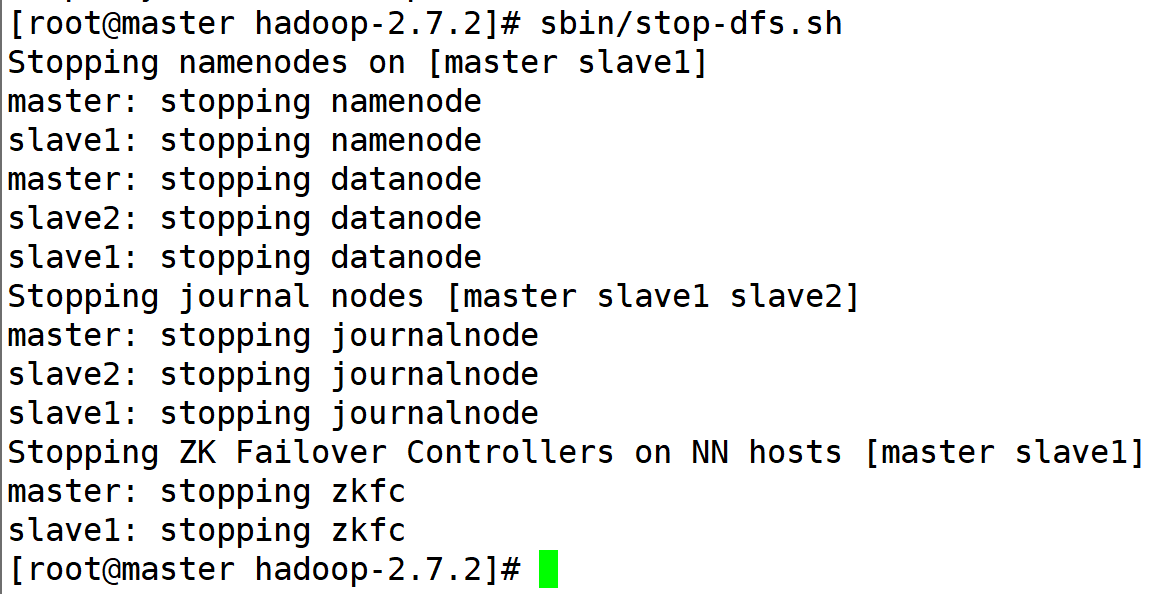 [root@master hadoop-2.7.2]# sbin/stop-dfs.sh
Stopping namenodes on [master slave1]
master: stopping namenode
slave1: stopping namenode
master: stopping datanode
slave2: stopping datanode
slave1: stopping datanode
Stopping journal nodes [master slave1 slave2]
master: stopping journalnode
slave2: stopping journalnode
slave1: stopping journalnode
Stopping ZK Failover Controllers on NN hosts [master slave1]
master: stopping zkfc
slave1: stopping zkfc
[root@master hadoop-2.7.2]#